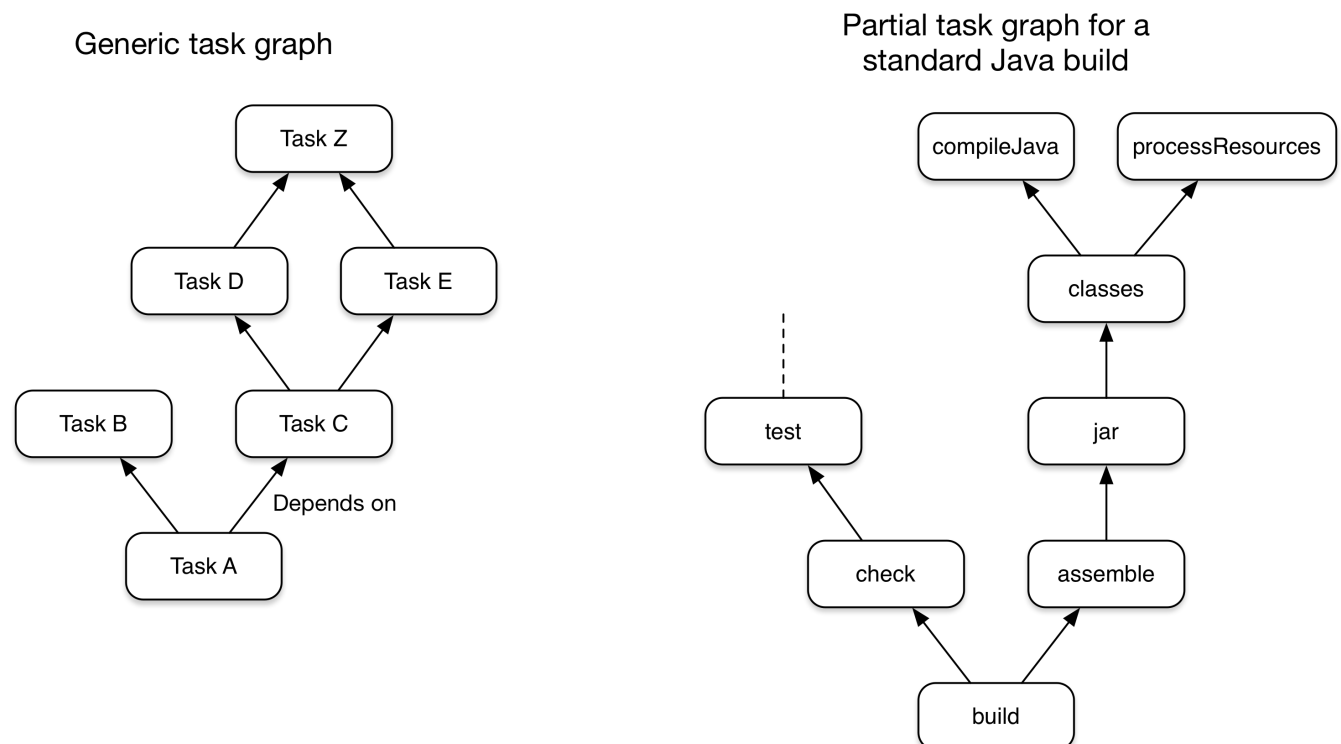 Generic task graph
Task Z
Task D
Task E
Task B
Task C
Depends on
Task A
Partial task graph for a
standard Java build
compileJava
processResources
classes
test
jar
check
assemble
build